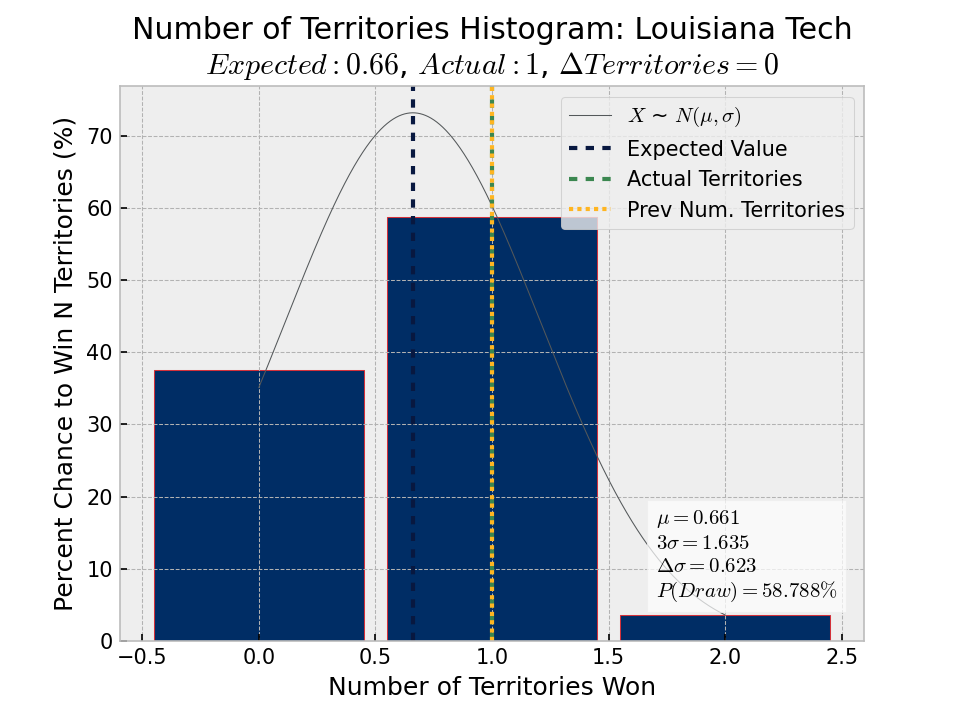 Number of Territories Histogram: Louisiana Tech
Expected : 0.66, Actual : 1, ΔTerritories = 0
Percent Chance to Win N Territories (%)
70
60
50
40
30
20
10
0
X ~ N(μ, σ)
Expected Value
Actual Territories
Prev Num. Territories
μ = 0.661
3σ = 1.635
Δσ = 0.623
P(Draw) = 58.788%
−0.5 0.0 0.5 1.0 1.5 2.0 2.5
Number of Territories Won